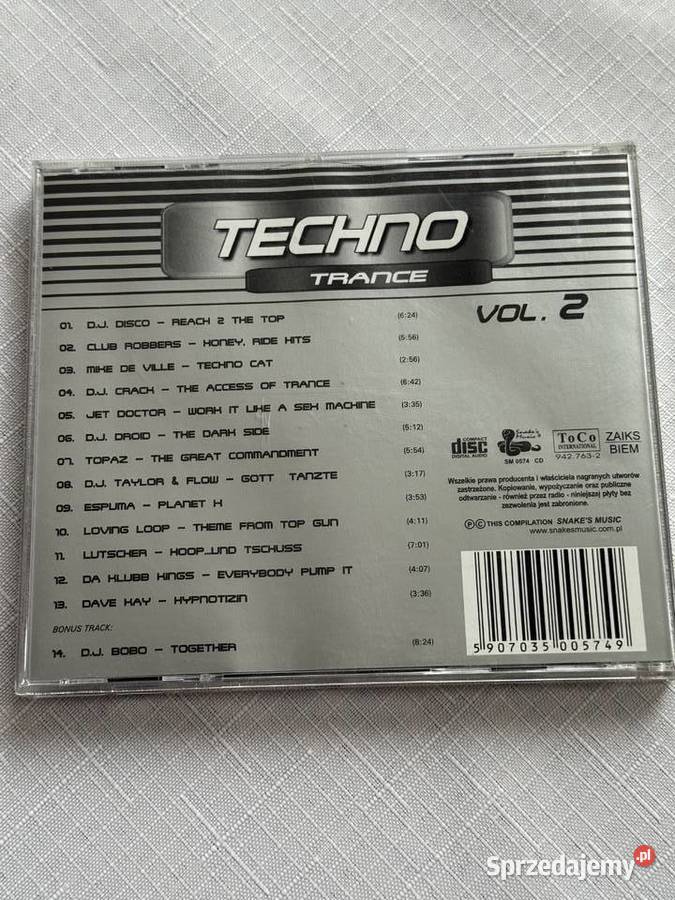 TECHNO
TRANCE
VOL. 2
01. D.J. DISCO - REACH 2 THE TOP (6:24)
02. CLUB ROBBERS - HONEY, RIDE HITS (5:56)
03. MIKE DE VILLE - TECHNO CAT (2:56)
04. D.J. CRACK - THE ACCESS OF TRANCE (6:42)
05. JET DOCTOR - WORK IT LIKE A SEX MACHINE (3:35)
06. D.J. DROID - THE DARK SIDE (5:12)
07. TOPAZ - THE GREAT COMMANDMENT (5:54)
08. D.J. TAYLOR & FLOW - GOTT TANZTE (3:17)
09. ESPUMA - PLANET X (3:53)
10. LOVING LOOP - THEME FROM TOP GUN (4:11)
11. LUTSCHER - HOOP...UND TSCHUSS (7:01)
12. DA KLUBB KINGS - EVERYBODY PUMP IT (4:07)
13. DAVE KAY - HYPNOTIZIN (3:36)
BONUS TRACK:
14. D.J. BOBO - TOGETHER (8:24)
COMPACT
disc
DIGITAL AUDIO
Snake's
Music
SM 0574 CD
ToCo
INTERNATIONAL
942.763-2
ZAIKS
BIEM
Wszelkie prawa producenta i właściciela nagranych utworów
zastrzeżone. Kopiowanie, wypożyczanie oraz publiczne
odtwarzanie - również przez radio - niniejszej płyty bez
zezwolenia jest zabronione.
Ⓟ Ⓒ THIS COMPILATION SNAKE'S MUSIC
www.snakesmusic.com.pl
5 907035 005749
Sprzedajemy .pl